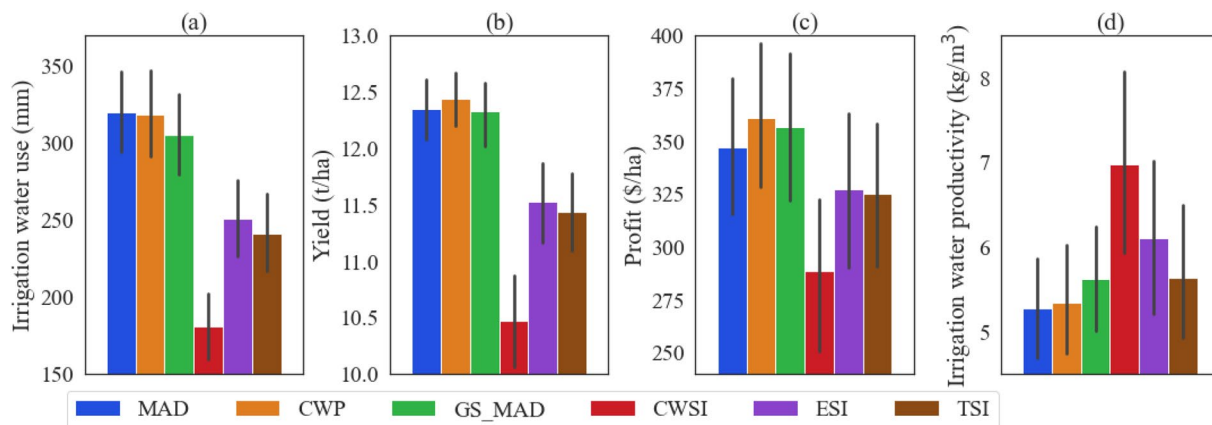 (a)
(b)
(c)
(d)
Irrigation water use (mm)
350
300
250
200
150
Yield (t/ha)
13.0
12.5
12.0
11.5
11.0
10.5
10.0
Profit ($/ha)
400
375
350
325
300
275
250
Irrigation water productivity (kg/m³)
8
7
6
5
MAD CWP GS_MAD CWSI ESI TSI